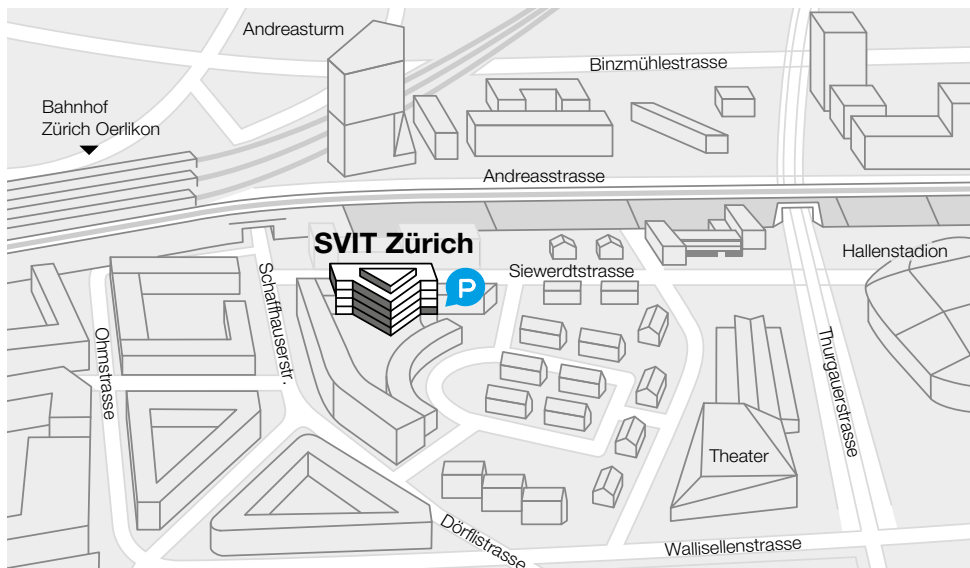 Andreasturm
Binzmühlestrasse
Bahnhof
Zürich Oerlikon
Andreasstrasse
SVIT Zürich
P
Siewerdtstrasse
Hallenstadion
Schaffhauserstr.
Ohmstrasse
Thurgauerstrasse
Theater
Dörflistrasse
Wallisellenstrasse